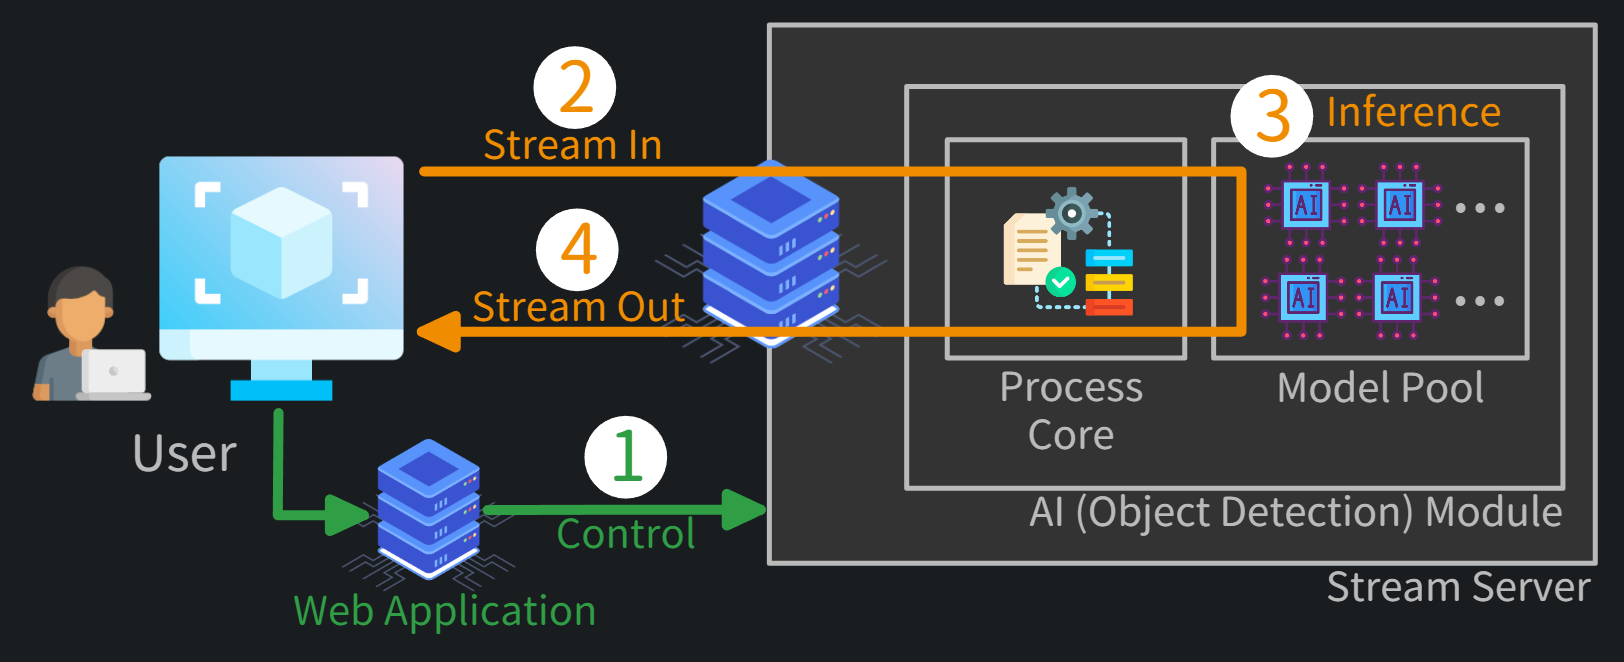 2
Stream In
3
Inference
AI
AI
4
Stream Out
AI
AI
Process
Core
Model Pool
User
1
Control
AI (Object Detection) Module
Stream Server
Web Application